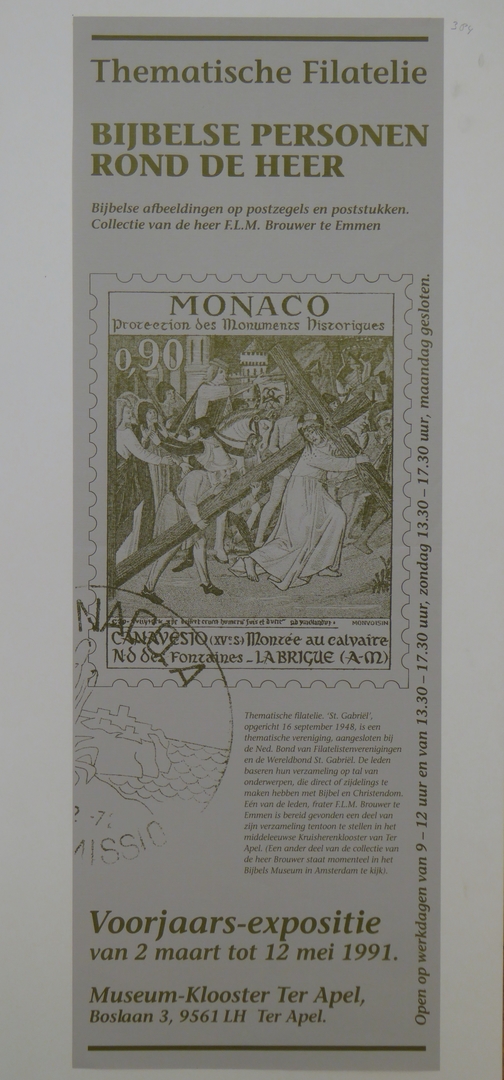 384
Thematische Filatelie
BIJBELSE PERSONEN
ROND DE HEER
Bijbelse afbeeldingen op postzegels en poststukken.
Collectie van de heer F.L.M. Brouwer te Emmen
MONACO
Protection des Monuments Historiques
0,90
MONVOISIN
CANAVESIO (XVᵉ S) Montée au calvaire
N.D des Fontaines - LA BRIGUE (A-M)
Thematische filatelie. 'St. Gabriël',
opgericht 16 september 1948, is een
thematische vereniging, aangesloten bij
de Ned. Bond van Filatelistenverenigingen
en de Wereldbond St. Gabriël. De leden
baseren hun verzameling op tal van
onderwerpen, die direct of zijdelings te
maken hebben met Bijbel en Christendom.
Eén van de leden, frater F.L.M. Brouwer te
Emmen is bereid gevonden een deel van
zijn verzameling tentoon te stellen in het
middeleeuwse Kruisherenklooster van Ter
Apel. (Een ander deel van de collectie van
de heer Brouwer staat momenteel in het
Bijbels Museum in Amsterdam te kijk).
Voorjaars-expositie
van 2 maart tot 12 mei 1991.
Museum-Klooster Ter Apel,
Boslaan 3, 9561 LH Ter Apel.
Open op werkdagen van 9 – 12 uur en van 13.30 – 17.30 uur, zondag 13.30 – 17.30 uur, maandag gesloten.